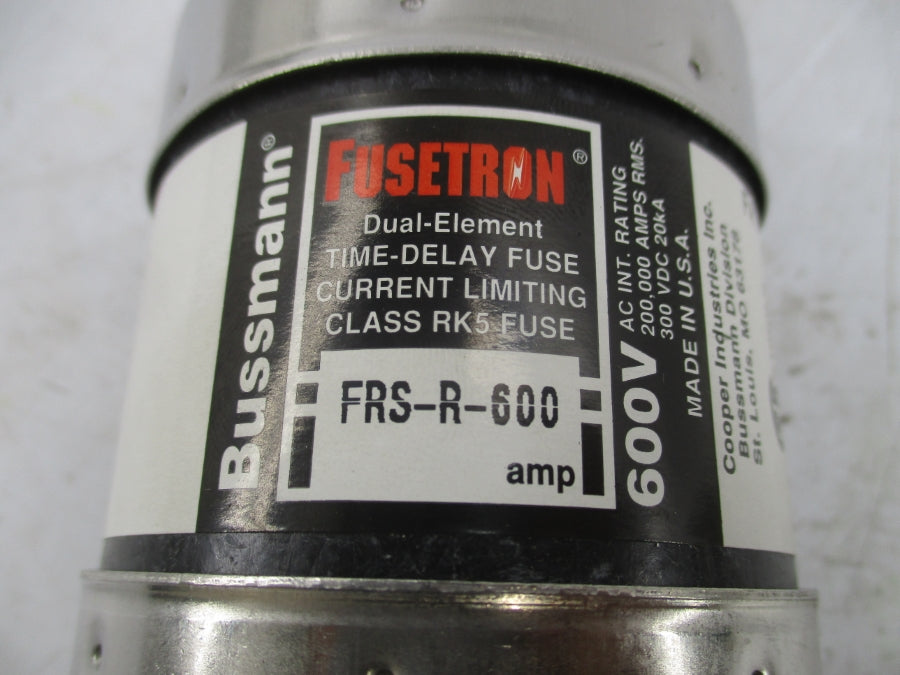 Bussmann®
FUSETRON®
Dual-Element
TIME-DELAY FUSE
CURRENT LIMITING
CLASS RK5 FUSE
FRS-R-600
amp
600V
AC INT. RATING
200,000 AMPS RMS.
300 VDC 20kA
MADE IN U.S.A.
Cooper Industries Inc.
Bussmann Division
St. Louis, MO 63178